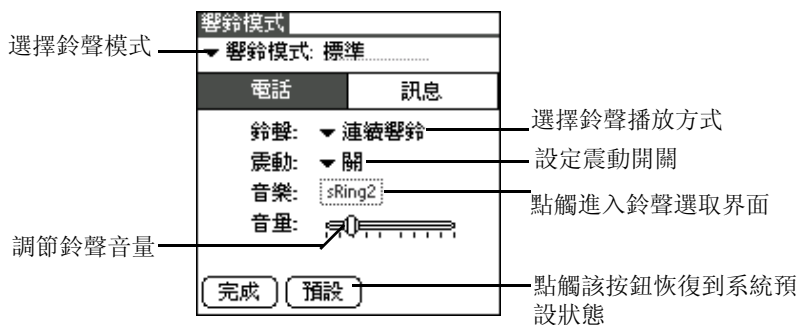 響鈴模式
選擇鈴聲模式
響鈴模式: 標準
電話 訊息
鈴聲: 連續響鈴
選擇鈴聲播放方式
震動: 關
設定震動開關
音樂: sRing2
點觸進入鈴聲選取界面
音量:
調節鈴聲音量
完成 預設
點觸該按鈕恢復到系統預
設狀態